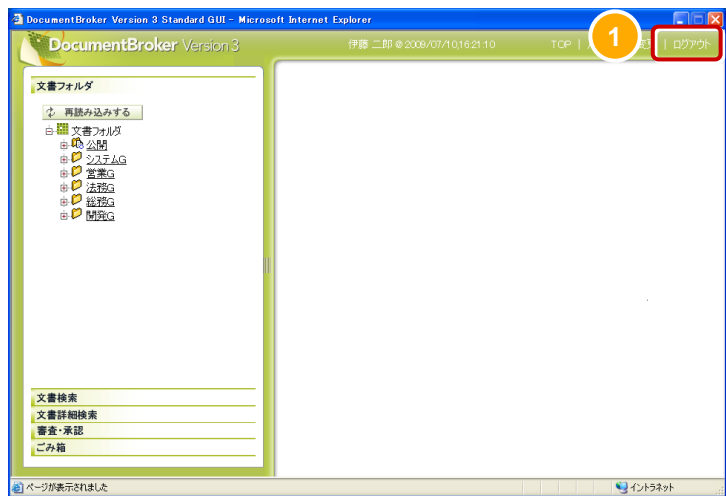 DocumentBroker Version 3 Standard GUI - Microsoft Internet Explorer
DocumentBroker Version 3
伊藤 二郎 @ 2008/07/10,16:21:10
TOP |
1
| ログアウト
文書フォルダ
再読み込みする
文書フォルダ
公開
システムG
営業G
法務G
総務G
開発G
文書検索
文書詳細検索
審査・承認
ごみ箱
ページが表示されました
イントラネット